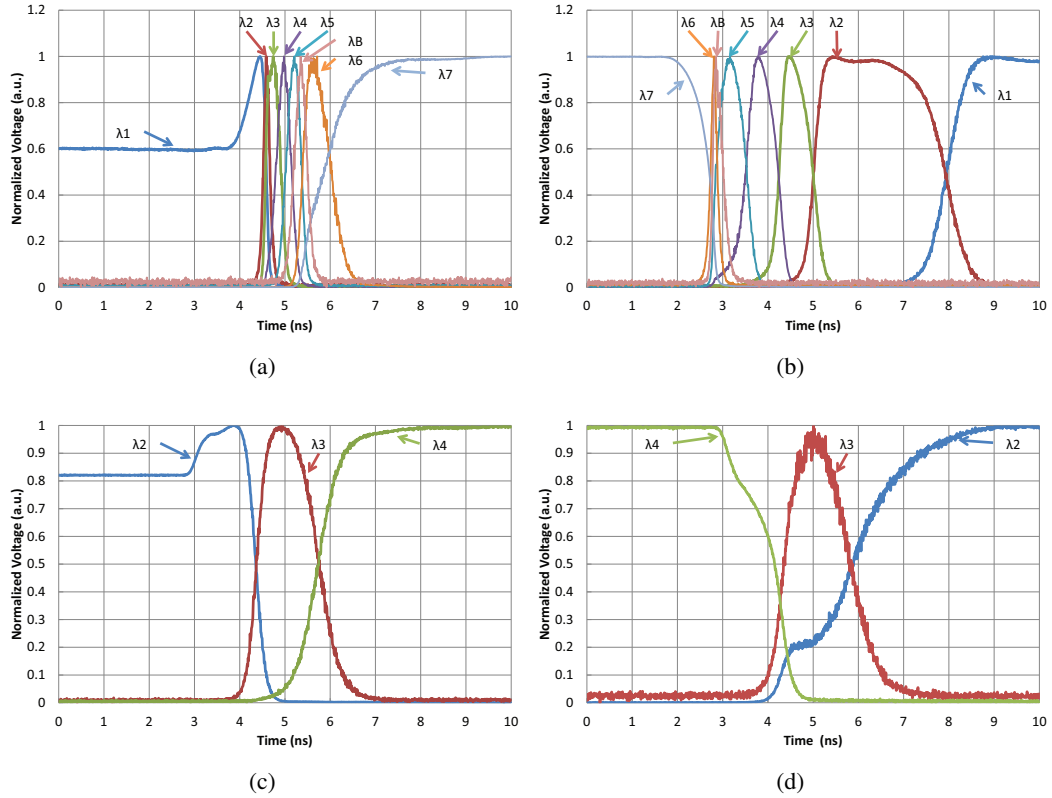 λ2 λ3 λ4 λ5
λB
λ6
λ7
λ1
Normalized Voltage (a.u.)
1.2
1
0.8
0.6
0.4
0.2
0
0 1 2 3 4 5 6 7 8 9 10
Time (ns)
(a)
λ6 λB λ5 λ4 λ3 λ2
λ7
λ1
Normalized Voltage (a.u.)
1.2
1
0.8
0.6
0.4
0.2
0
0 1 2 3 4 5 6 7 8 9 10
Time (ns)
(b)
λ2
λ3
λ4
Normalized Voltage (a.u.)
1
0.9
0.8
0.7
0.6
0.5
0.4
0.3
0.2
0.1
0
0 1 2 3 4 5 6 7 8 9 10
Time (ns)
(c)
λ4
λ3
λ2
Normalized Voltage (a.u.)
1
0.9
0.8
0.7
0.6
0.5
0.4
0.3
0.2
0.1
0
0 1 2 3 4 5 6 7 8 9 10
Time (ns)
(d)